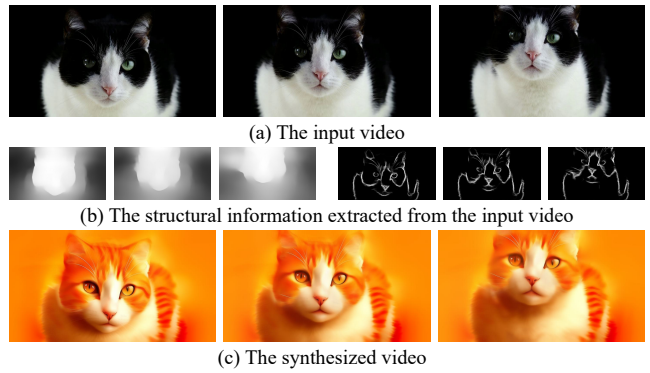 (a) The input video
(b) The structural information extracted from the input video
(c) The synthesized video